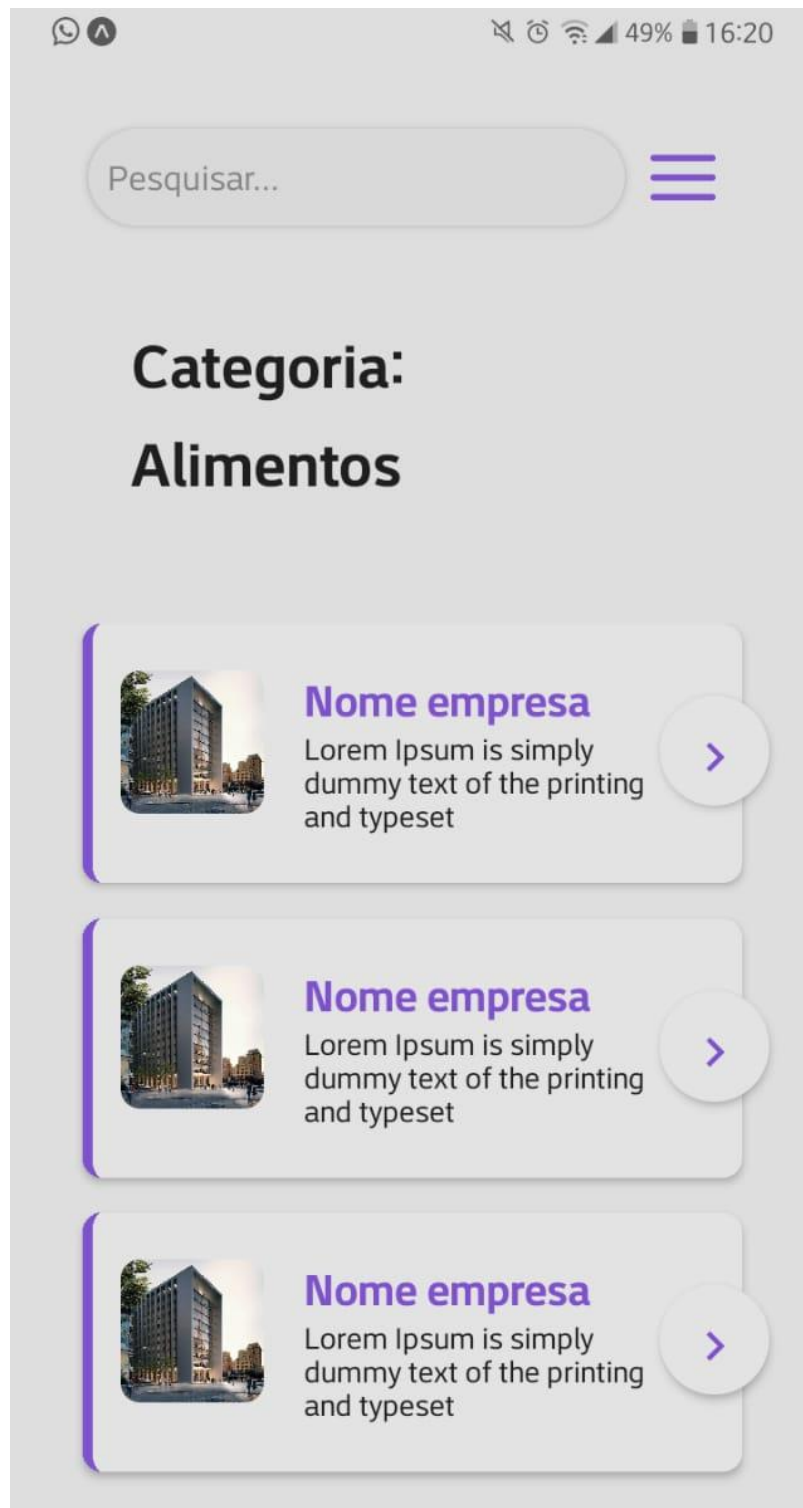 49% 16:20
Pesquisar...
Categoria:
Alimentos
Nome empresa
Lorem Ipsum is simply
dummy text of the printing
and typeset
Nome empresa
Lorem Ipsum is simply
dummy text of the printing
and typeset
Nome empresa
Lorem Ipsum is simply
dummy text of the printing
and typeset